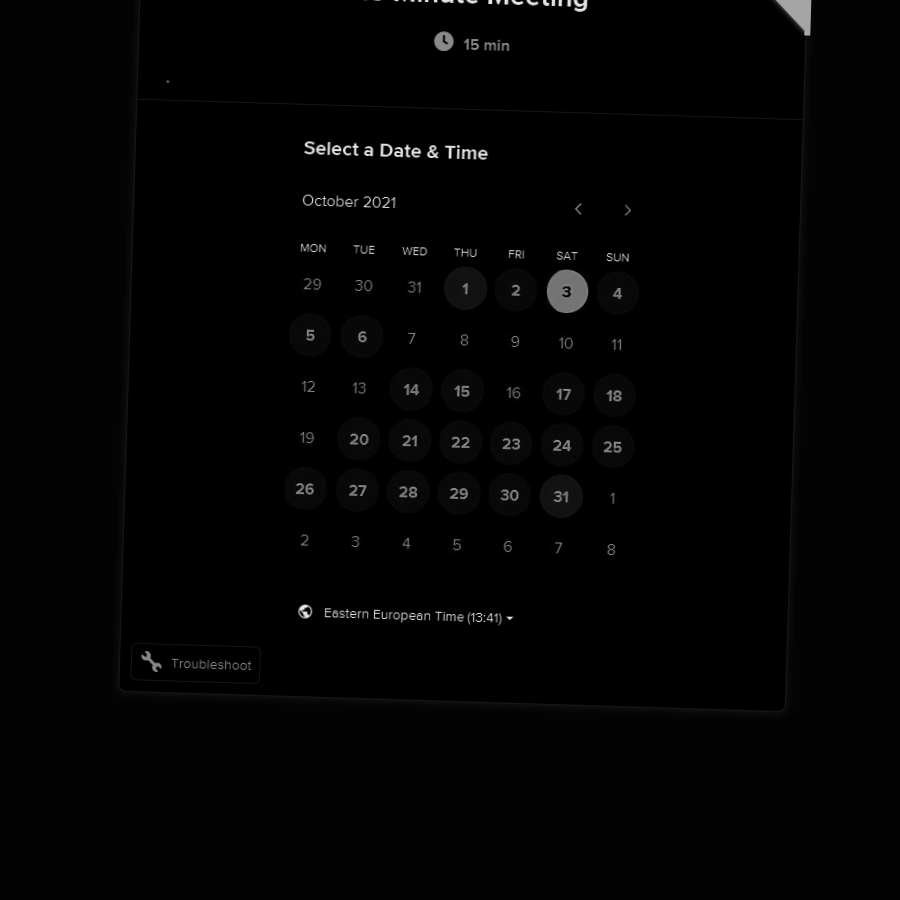 Minute Meeting
15 min
Select a Date & Time
October 2021
MON TUE WED THU FRI SAT SUN
29 30 31 1 2 3 4
5 6 7 8 9 10 11
12 13 14 15 16 17 18
19 20 21 22 23 24 25
26 27 28 29 30 31 1
2 3 4 5 6 7 8
Eastern European Time (13:41)
Troubleshoot